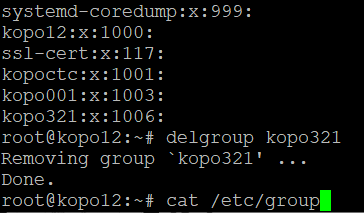 systemd-coredump:x:999:
kopo12:x:1000:
ssl-cert:x:117:
kopoctc:x:1001:
kopo001:x:1003:
kopo321:x:1006:
root@kopo12:~# delgroup kopo321
Removing group `kopo321' ...
Done.
root@kopo12:~# cat /etc/group